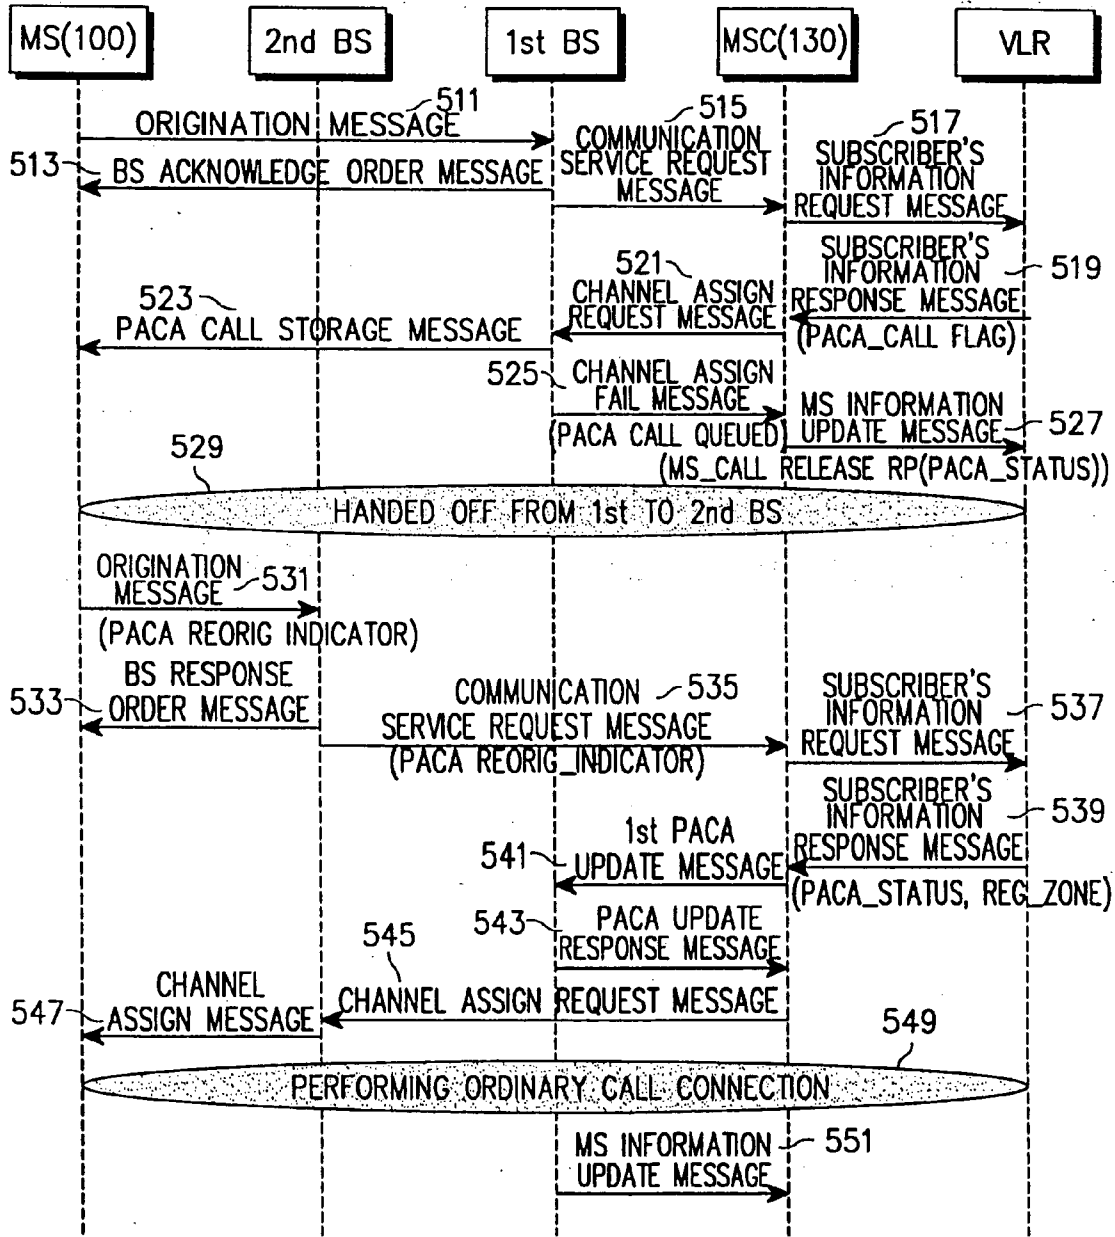 MS(100)
2nd BS
1st BS
MSC(130)
VLR
ORIGINATION MESSAGE
511
513
BS ACKNOWLEDGE ORDER MESSAGE
515
COMMUNICATION
SERVICE REQUEST
MESSAGE
517
SUBSCRIBER'S
INFORMATION
REQUEST MESSAGE
SUBSCRIBER'S
INFORMATION
RESPONSE MESSAGE
519
(PACA_CALL FLAG)
521
CHANNEL ASSIGN
REQUEST MESSAGE
523
PACA CALL STORAGE MESSAGE
525
CHANNEL ASSIGN
FAIL MESSAGE
(PACA CALL QUEUED)
MS INFORMATION
UPDATE MESSAGE
527
(MS_CALL RELEASE RP(PACA_STATUS))
529
HANDED OFF FROM 1st TO 2nd BS
ORIGINATION
MESSAGE
531
(PACA REORIG INDICATOR)
BS RESPONSE
ORDER MESSAGE
533
COMMUNICATION
535
SERVICE REQUEST MESSAGE
(PACA REORIG_INDICATOR)
SUBSCRIBER'S
INFORMATION
REQUEST MESSAGE
537
SUBSCRIBER'S
INFORMATION
RESPONSE MESSAGE
539
(PACA_STATUS, REG_ZONE)
1st PACA
UPDATE MESSAGE
541
543
PACA UPDATE
RESPONSE MESSAGE
545
CHANNEL ASSIGN REQUEST MESSAGE
CHANNEL
ASSIGN MESSAGE
547
549
PERFORMING ORDINARY CALL CONNECTION
MS INFORMATION
UPDATE MESSAGE
551